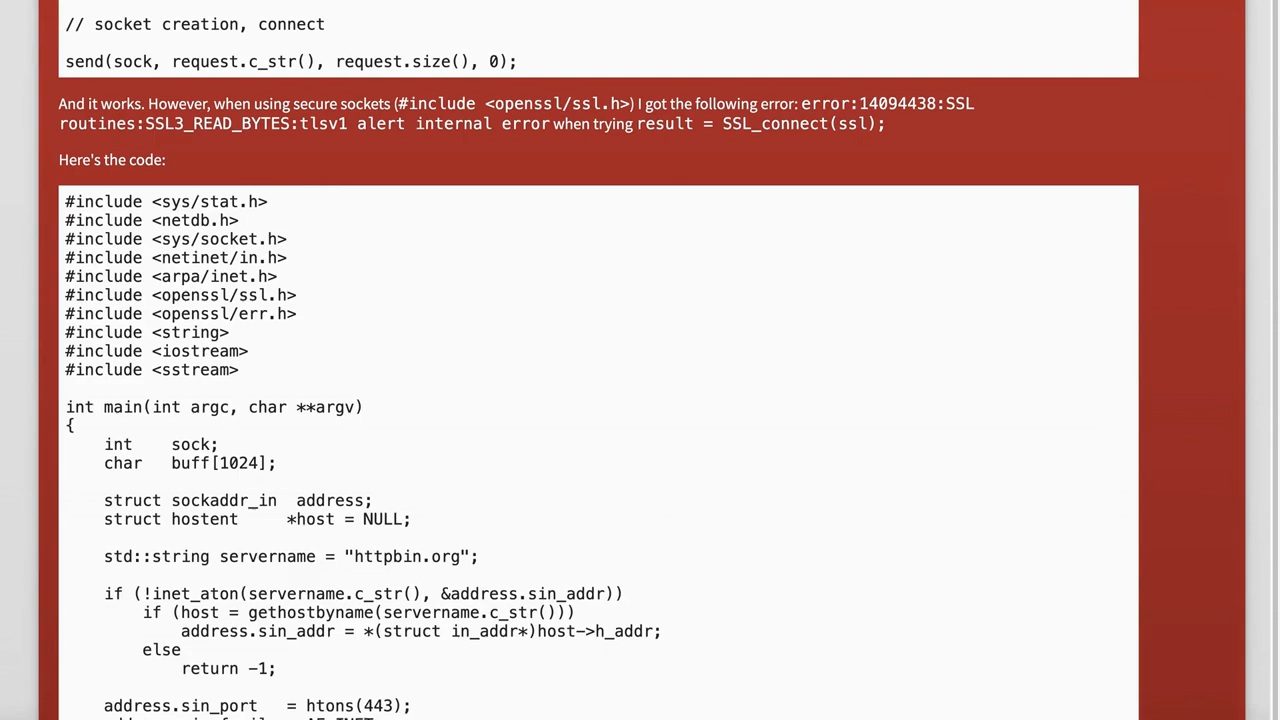 // socket creation, connect
send(sock, request.c_str(), request.size(), 0);
And it works. However, when using secure sockets (#include <openssl/ssl.h>) I got the following error: error:14094438:SSL
routines:SSL3_READ_BYTES:tlsv1 alert internal error when trying result = SSL_connect(ssl);
Here's the code:
#include <sys/stat.h>
#include <netdb.h>
#include <sys/socket.h>
#include <netinet/in.h>
#include <arpa/inet.h>
#include <openssl/ssl.h>
#include <openssl/err.h>
#include <string>
#include <iostream>
#include <sstream>
int main(int argc, char **argv)
{
    int    sock;
    char   buff[1024];
    struct sockaddr_in  address;
    struct hostent     *host = NULL;
    std::string servername = "httpbin.org";
    if (!inet_aton(servername.c_str(), &address.sin_addr))
        if (host = gethostbyname(servername.c_str()))
            address.sin_addr = *(struct in_addr*)host->h_addr;
        else
            return -1;
    address.sin_port   = htons(443);